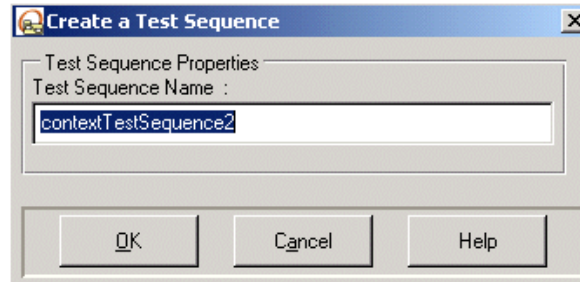 Create a Test Sequence
Test Sequence Properties
Test Sequence Name :
contextTestSequence2
OK
Cancel
Help